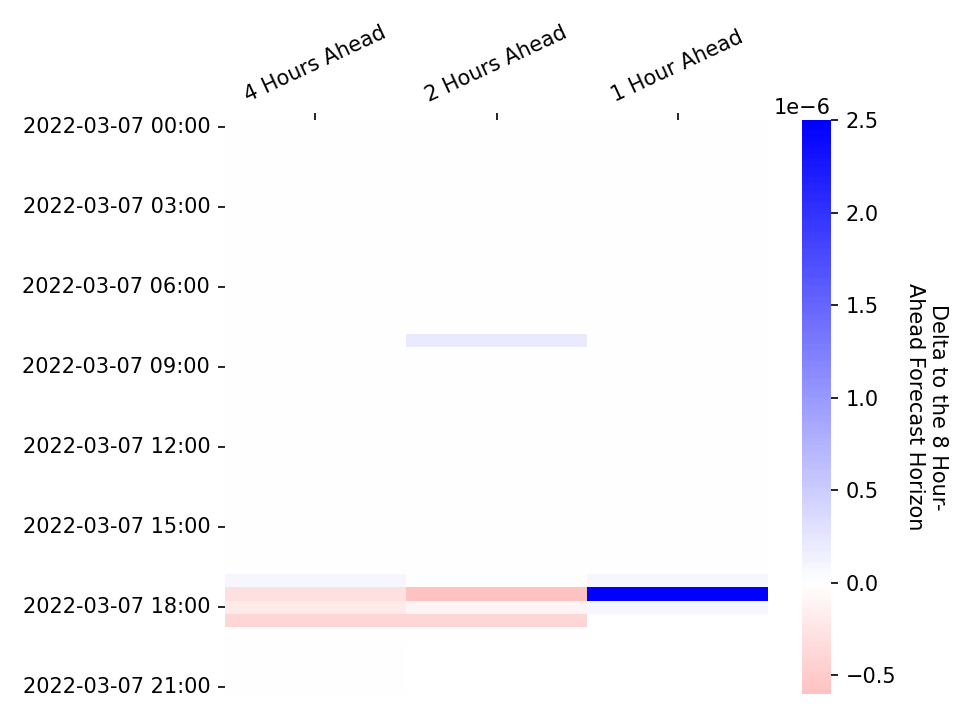 4 Hours Ahead
2 Hours Ahead
1 Hour Ahead
1e−6
2022-03-07 00:00
2022-03-07 03:00
2022-03-07 06:00
2022-03-07 09:00
2022-03-07 12:00
2022-03-07 15:00
2022-03-07 18:00
2022-03-07 21:00
2.5
2.0
1.5
1.0
0.5
0.0
−0.5
Delta to the 8 Hour-
Ahead Forecast Horizon